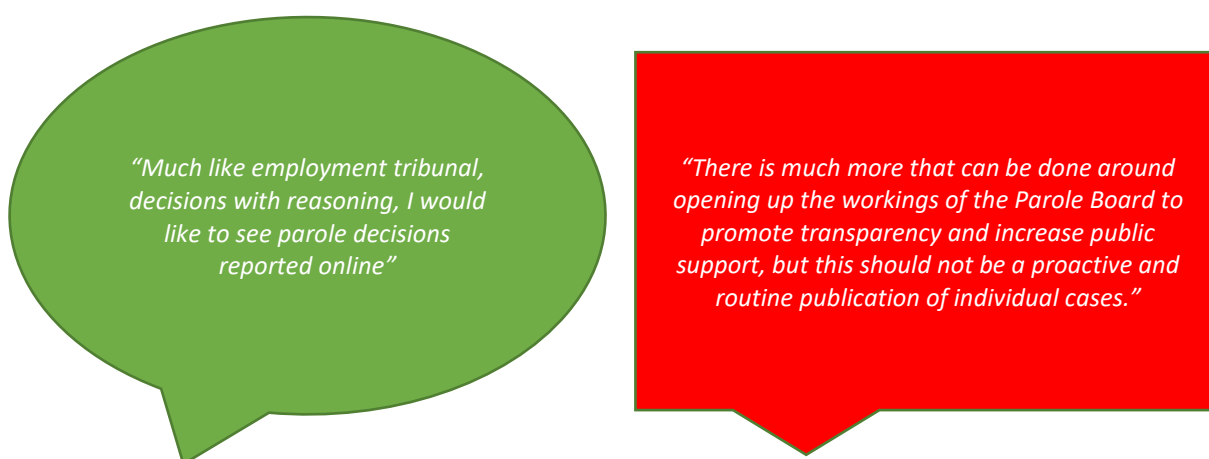 “Much like employment tribunal,
decisions with reasoning, I would
like to see parole decisions
reported online”
“There is much more that can be done around
opening up the workings of the Parole Board to
promote transparency and increase public
support, but this should not be a proactive and
routine publication of individual cases.”